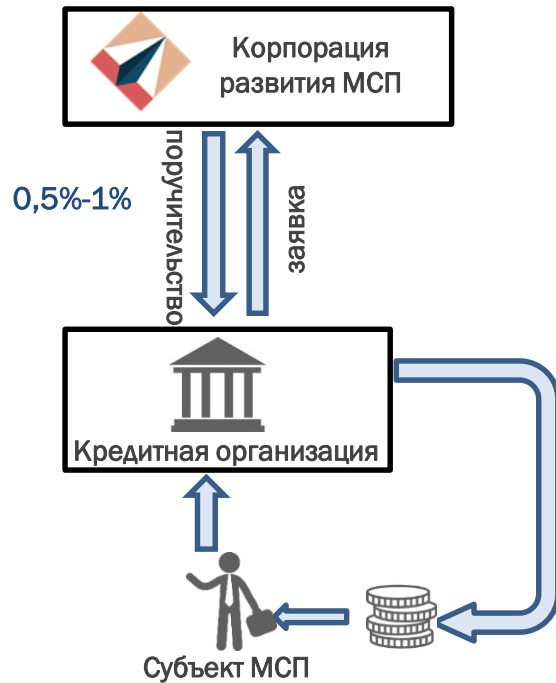 Корпорация
развития МСП
поручительство
заявка
0,5%-1%
Кредитная организация
Субъект МСП